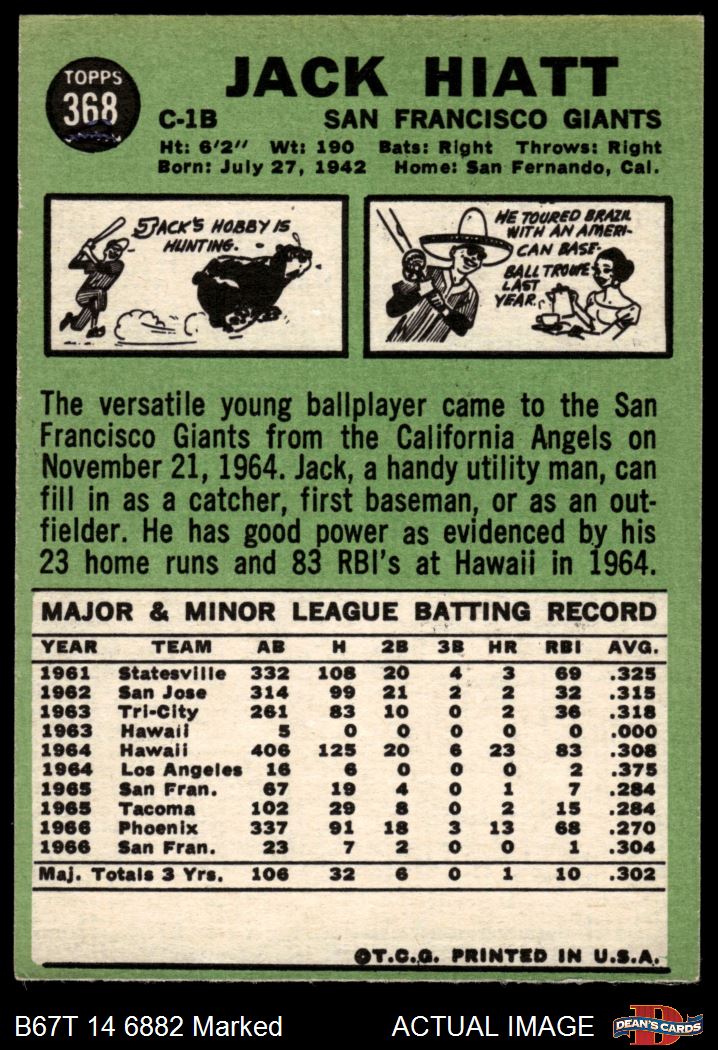 TOPPS
368
JACK HIATT
C-1B SAN FRANCISCO GIANTS
Ht: 6'2" Wt: 190 Bats: Right Throws: Right
Born: July 27, 1942 Home: San Fernando, Cal.
JACK'S HOBBY IS
HUNTING.
HE TOURED BRAZIL
WITH AN AMERI-
CAN BASE-
BALL TROUPE
LAST
YEAR.
The versatile young ballplayer came to the San
Francisco Giants from the California Angels on
November 21, 1964. Jack, a handy utility man, can
fill in as a catcher, first baseman, or as an out-
fielder. He has good power as evidenced by his
23 home runs and 83 RBI's at Hawaii in 1964.
MAJOR & MINOR LEAGUE BATTING RECORD
YEAR TEAM AB H 2B 3B HR RBI AVG.
1961 Statesville 332 108 20 4 3 69 .325
1962 San Jose 314 99 21 2 2 32 .315
1963 Tri-City 261 83 10 0 2 36 .318
1963 Hawaii 5 0 0 0 0 0 .000
1964 Hawaii 406 125 20 6 23 83 .308
1964 Los Angeles 16 6 0 0 0 2 .375
1965 San Fran. 67 19 4 0 1 7 .284
1965 Tacoma 102 29 8 0 2 15 .284
1966 Phoenix 337 91 18 3 13 68 .270
1966 San Fran. 23 7 2 0 0 1 .304
Maj. Totals 3 Yrs. 106 32 6 0 1 10 .302
©T.C.G. PRINTED IN U.S.A.
B67T 14 6882 Marked ACTUAL IMAGE
DEAN'S CARDS